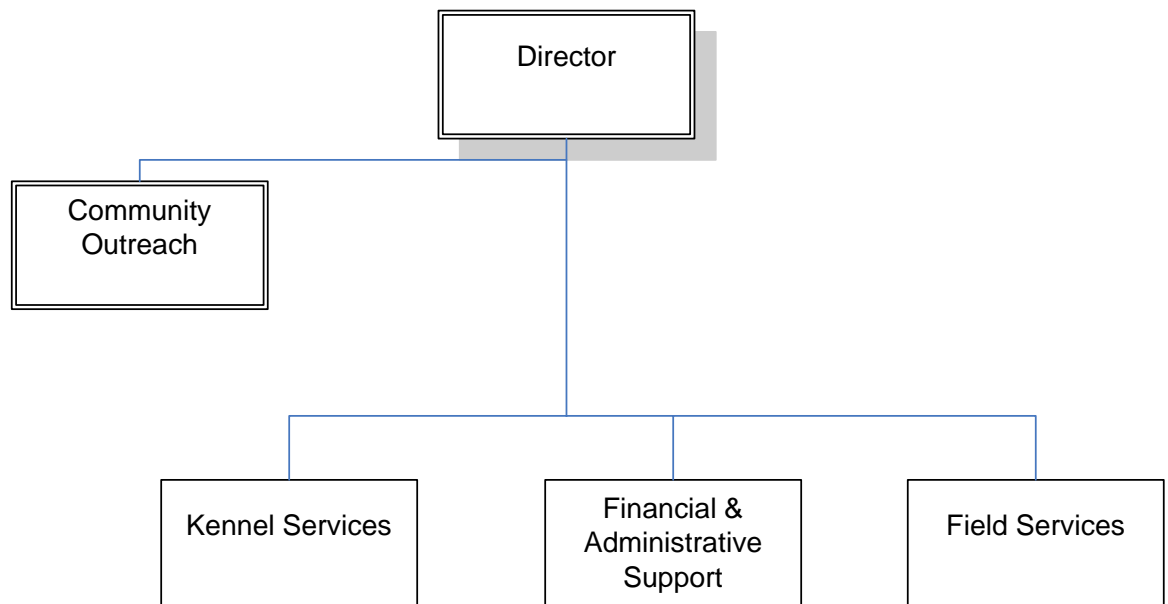 Director
Community
Outreach
Kennel Services
Financial &
Administrative
Support
Field Services